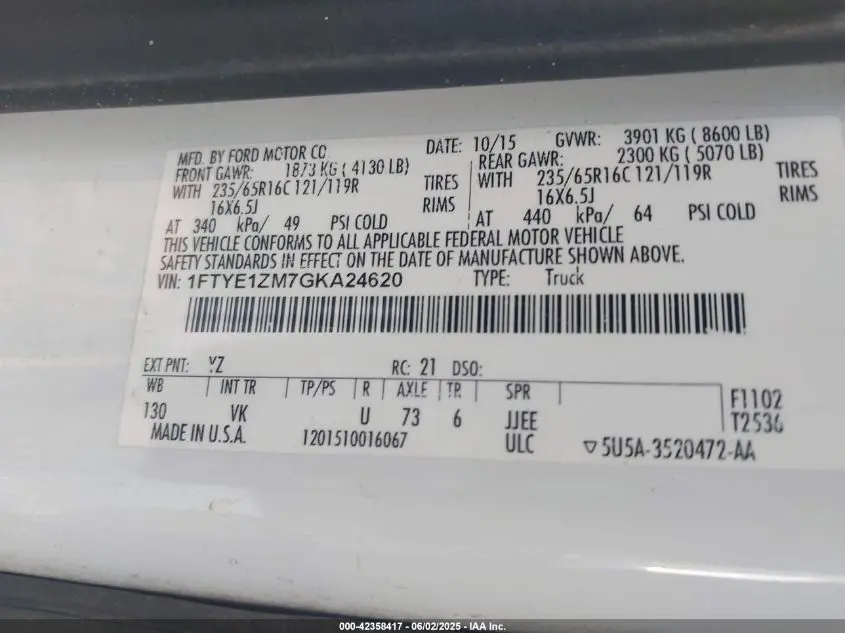 MFD. BY FORD MOTOR CO. DATE: 10/15 GVWR: 3901 KG ( 8600 LB)
FRONT GAWR: 1873 KG ( 4130 LB) REAR GAWR: 2300 KG ( 5070 LB)
WITH 235/65R16C 121/119R TIRES WITH 235/65R16C 121/119R TIRES
16X6.5J RIMS 16X6.5J RIMS
AT 340 kPa/ 49 PSI COLD AT 440 kPa/ 64 PSI COLD
THIS VEHICLE CONFORMS TO ALL APPLICABLE FEDERAL MOTOR VEHICLE
SAFETY STANDARDS IN EFFECT ON THE DATE OF MANUFACTURE SHOWN ABOVE.
VIN: 1FTYE1ZM7GKA24620 TYPE: Truck
EXT PNT: YZ RC: 21 DSO:
WB INT TR TP/PS R AXLE TR SPR F1102
130 VK U 73 6 JJEE T2536
MADE IN U.S.A. 1201510016067 ULC ▽5U5A-3520472-AA
000-42358417 - 06/02/2025 - IAA, Inc.